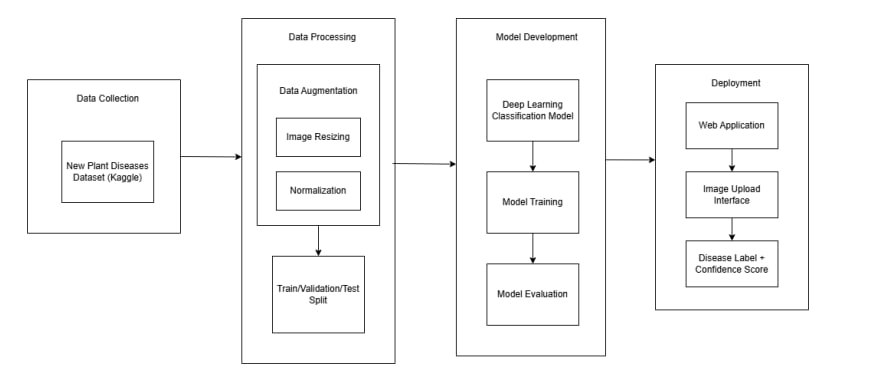 Data Collection
New Plant Diseases
Dataset (Kaggle)
Data Processing
Data Augmentation
Image Resizing
Normalization
Train/Validation/Test
Split
Model Development
Deep Learning
Classification Model
Model Training
Model Evaluation
Deployment
Web Application
Image Upload
Interface
Disease Label +
Confidence Score